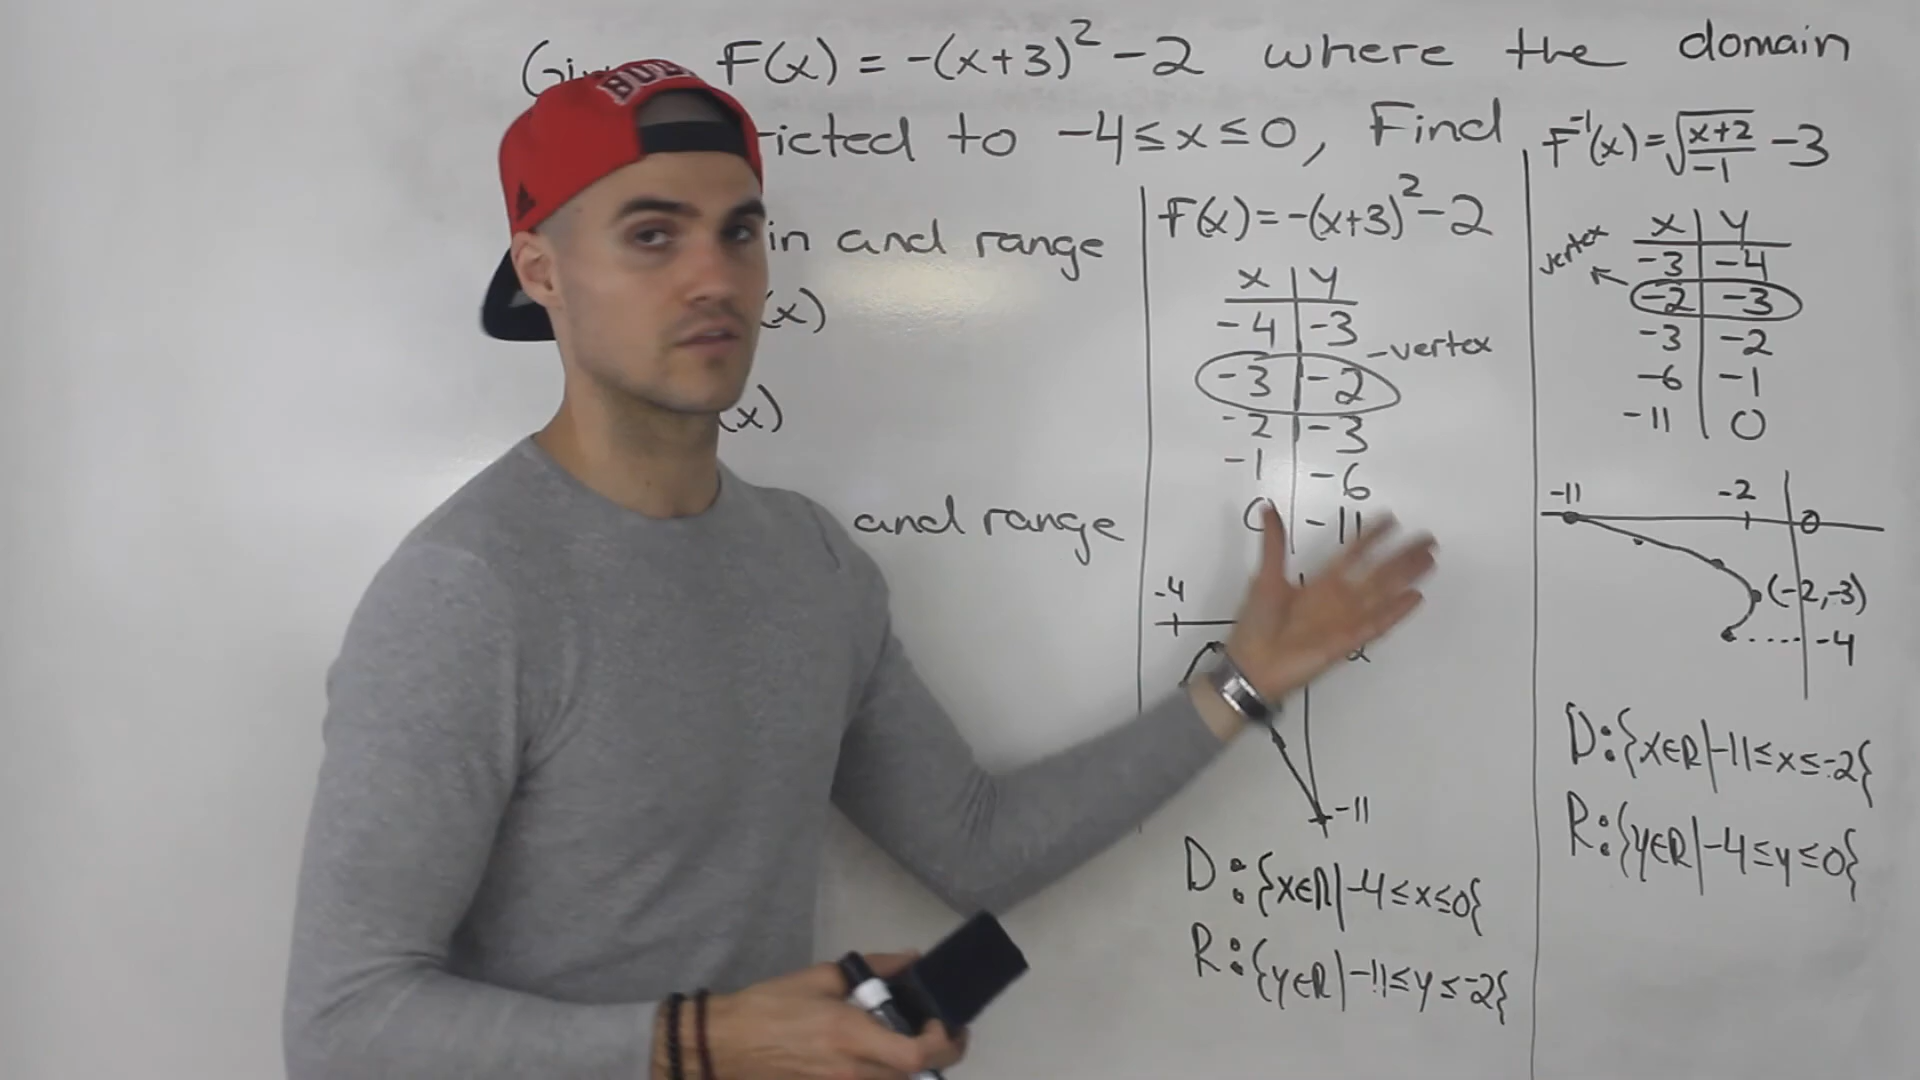 F(x) = -(x+3)² - 2 where the domain
to -4 ≤ x ≤ 0, Find
and range
(x)
(x)
and range
F(x) = -(x+3)² - 2
x | y
-4 | -3
-3 | -2 - vertex
-2 | -3
-1 | -6
0 | -11
-4
-11
D: {x∈R | -4 ≤ x ≤ 0}
R: {y∈R | -11 ≤ y ≤ -2}
F⁻¹(x) = √((x+2)/-1) - 3
x | y
-3 | -4
vertex -2 | -3
-3 | -2
-6 | -1
-11 | 0
-11 -2 0
(-2,-3)
-4
D: {x∈R | -11 ≤ x ≤ -2}
R: {y∈R | -4 ≤ y ≤ 0}